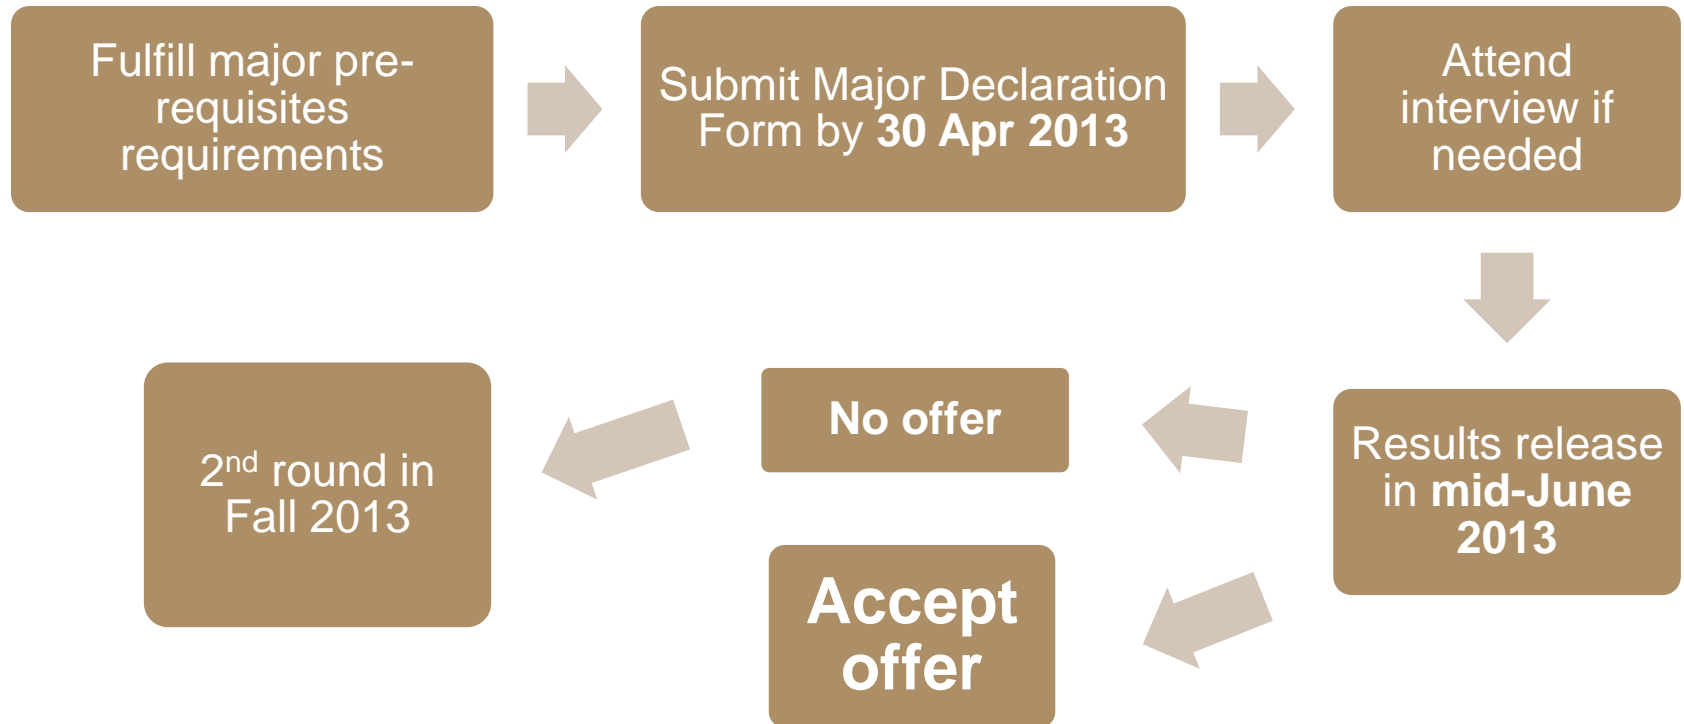 Fulfill major pre-
requisites
requirements
Submit Major Declaration
Form by 30 Apr 2013
Attend
interview if
needed
Results release
in mid-June
2013
No offer
2nd round in
Fall 2013
Accept
offer